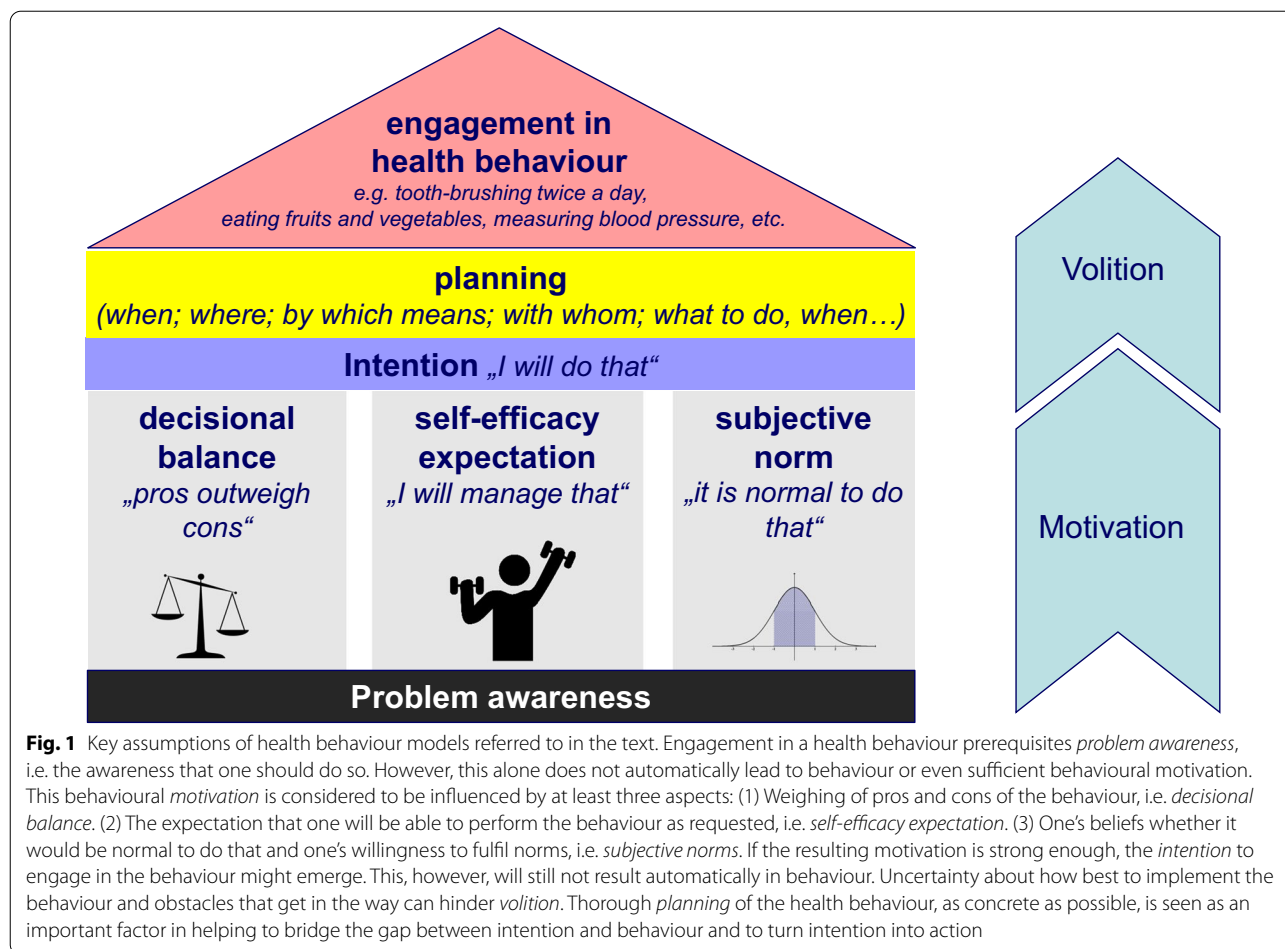 engagement in
health behaviour
e.g. tooth-brushing twice a day,
eating fruits and vegetables, measuring blood pressure, etc.
planning
(when; where; by which means; with whom; what to do, when…)
Intention „I will do that“
decisional
balance
„pros outweigh
cons“
self-efficacy
expectation
„I will manage that“
subjective
norm
„it is normal to do
that“
Problem awareness
Volition
Motivation
Fig. 1 Key assumptions of health behaviour models referred to in the text. Engagement in a health behaviour prerequisites problem awareness,
i.e. the awareness that one should do so. However, this alone does not automatically lead to behaviour or even sufficient behavioural motivation.
This behavioural motivation is considered to be influenced by at least three aspects: (1) Weighing of pros and cons of the behaviour, i.e. decisional
balance. (2) The expectation that one will be able to perform the behaviour as requested, i.e. self-efficacy expectation. (3) One’s beliefs whether it
would be normal to do that and one’s willingness to fulfil norms, i.e. subjective norms. If the resulting motivation is strong enough, the intention to
engage in the behaviour might emerge. This, however, will still not result automatically in behaviour. Uncertainty about how best to implement the
behaviour and obstacles that get in the way can hinder volition. Thorough planning of the health behaviour, as concrete as possible, is seen as an
important factor in helping to bridge the gap between intention and behaviour and to turn intention into action